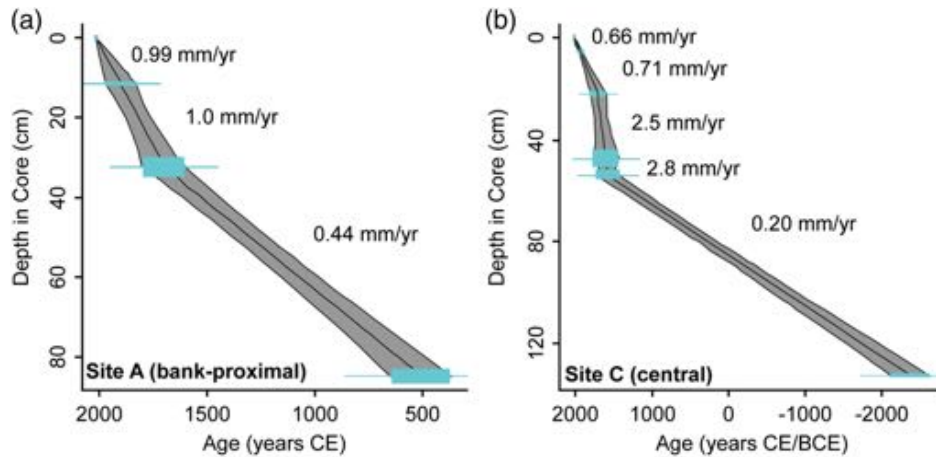 (a)
0
20
40
60
80
Depth in Core (cm)
0.99 mm/yr
1.0 mm/yr
0.44 mm/yr
Site A (bank-proximal)
2000 1500 1000 500
Age (years CE)
(b)
0
40
80
120
Depth in Core (cm)
0.66 mm/yr
0.71 mm/yr
2.5 mm/yr
2.8 mm/yr
0.20 mm/yr
Site C (central)
2000 1000 0 -1000 -2000
Age (years CE/BCE)